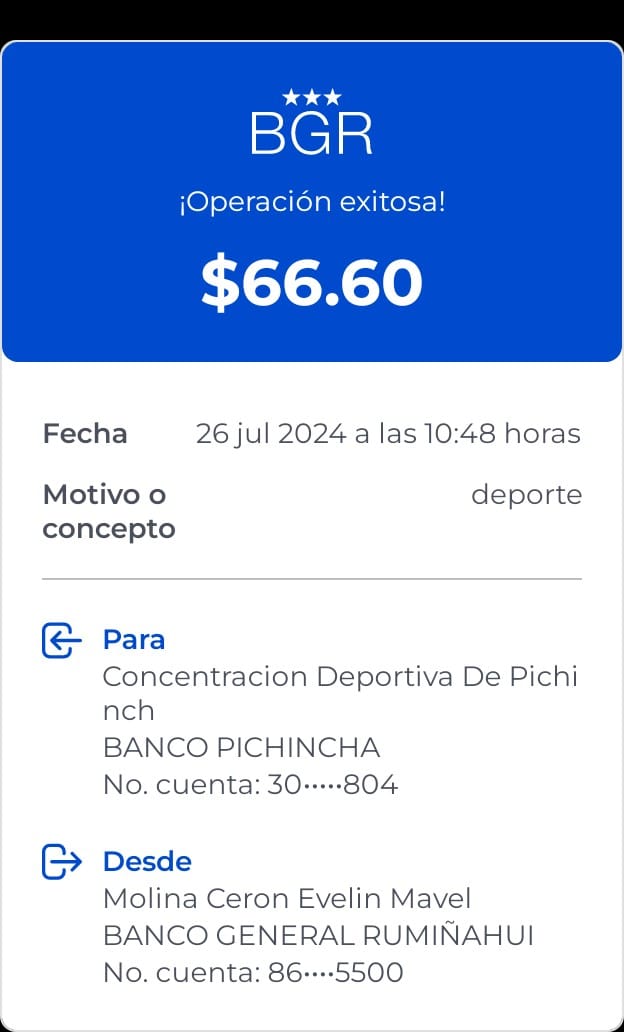 BGR
¡Operación exitosa!
$66.60
Fecha 26 jul 2024 a las 10:48 horas
Motivo o deporte
concepto
Para
Concentracion Deportiva De Pichi
nch
BANCO PICHINCHA
No. cuenta: 30·····804
Desde
Molina Ceron Evelin Mavel
BANCO GENERAL RUMIÑAHUI
No. cuenta: 86····5500